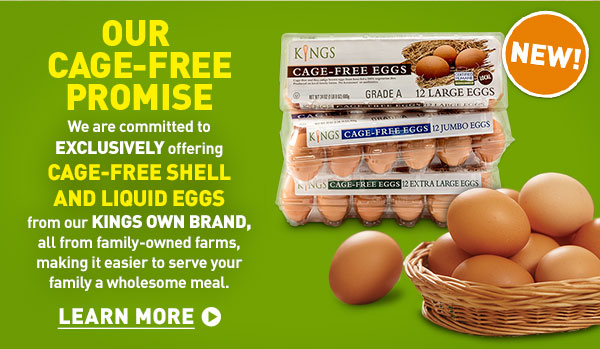 OUR
CAGE-FREE
PROMISE
We are committed to
EXCLUSIVELY offering
CAGE-FREE SHELL
AND LIQUID EGGS
from our KINGS OWN BRAND,
all from family-owned farms,
making it easier to serve your
family a wholesome meal.
LEARN MORE
NEW!
KINGS
CAGE-FREE EGGS
LOCAL
GRADE A
12 LARGE EGGS
KINGS CAGE-FREE EGGS 12 JUMBO EGGS
KINGS CAGE-FREE EGGS 12 EXTRA LARGE EGGS